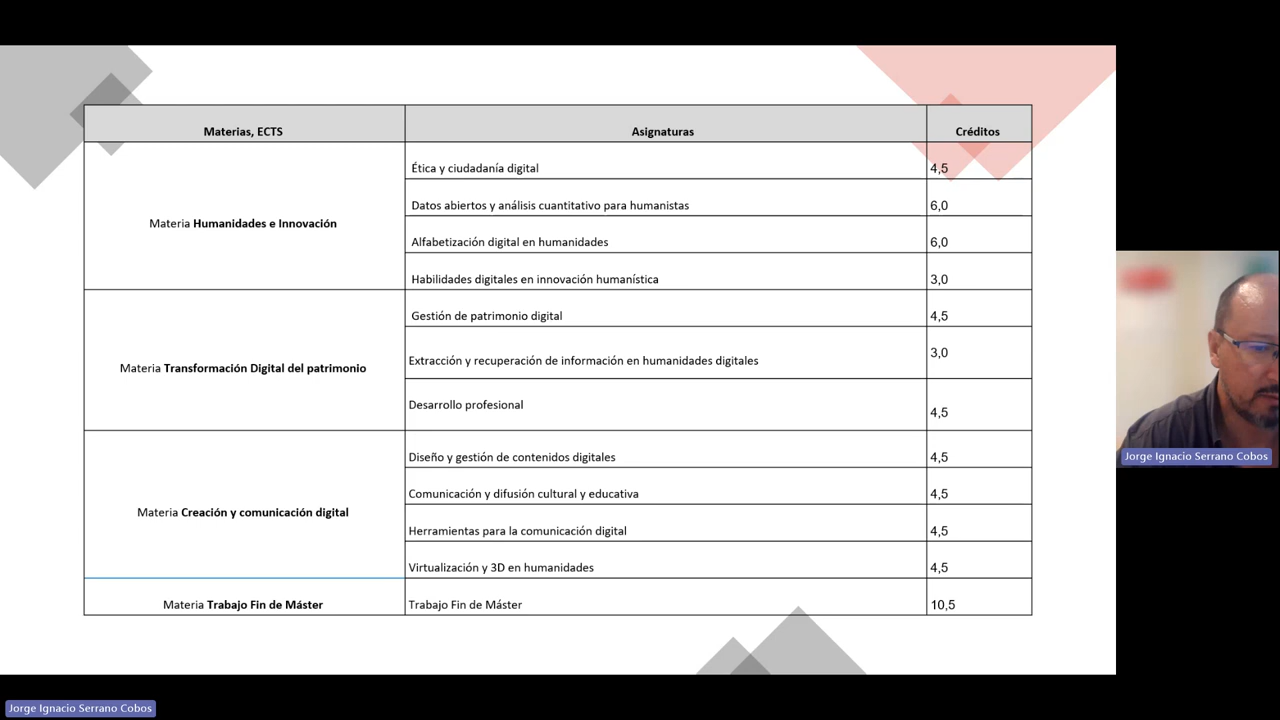 Materias, ECTS Asignaturas Créditos
Materia Humanidades e Innovación
Ética y ciudadanía digital 4,5
Datos abiertos y análisis cuantitativo para humanistas 6,0
Alfabetización digital en humanidades 6,0
Habilidades digitales en innovación humanística 3,0
Materia Transformación Digital del patrimonio
Gestión de patrimonio digital 4,5
Extracción y recuperación de información en humanidades digitales 3,0
Desarrollo profesional 4,5
Materia Creación y comunicación digital
Diseño y gestión de contenidos digitales 4,5
Comunicación y difusión cultural y educativa 4,5
Herramientas para la comunicación digital 4,5
Virtualización y 3D en humanidades 4,5
Materia Trabajo Fin de Máster Trabajo Fin de Máster 10,5
Jorge Ignacio Serrano Cobos
Jorge Ignacio Serrano Cobos